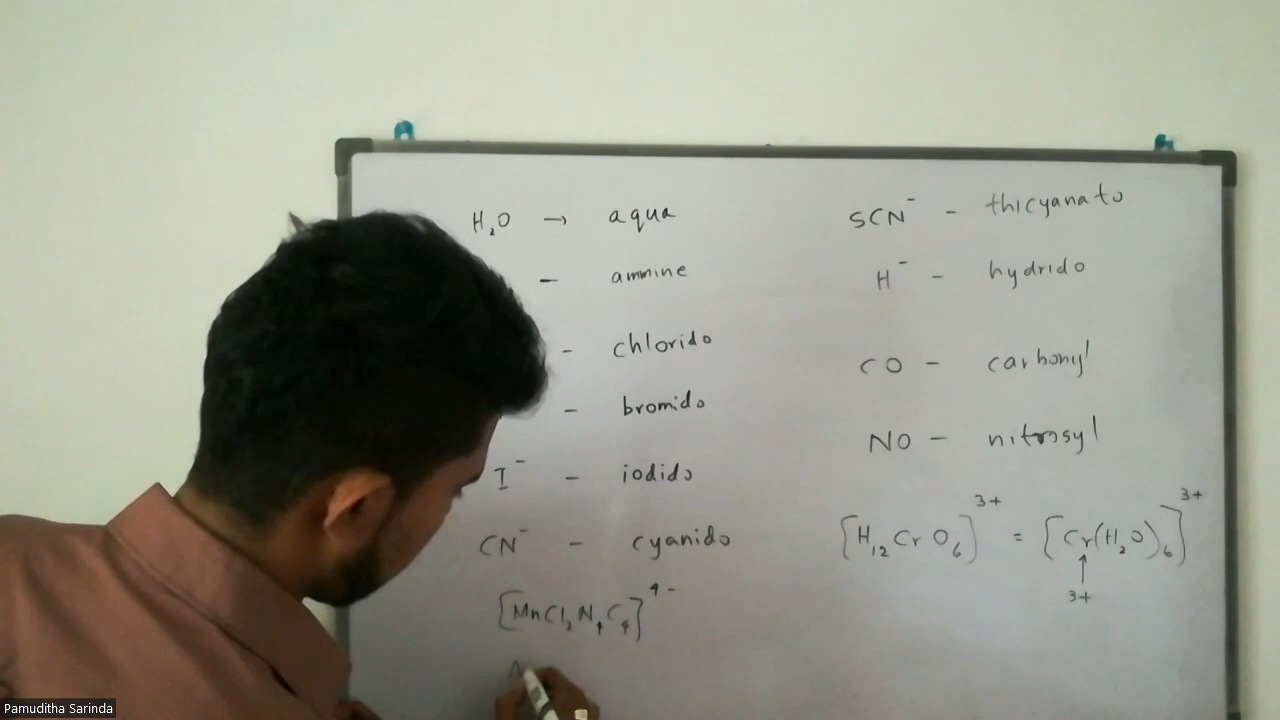 H₂O → aqua
– ammine
– chlorido
– bromido
I⁻ – iodido
CN⁻ – cyanido
[MnCl₂N₄C₄]⁴⁻
SCN⁻ – thicyanato
H⁻ – hydrido
CO – carbonyl
NO – nitrosyl
[H₁₂CrO₆]³⁺ = [Cr(H₂O)₆]³⁺
↑
3+
Pamuditha Sarinda